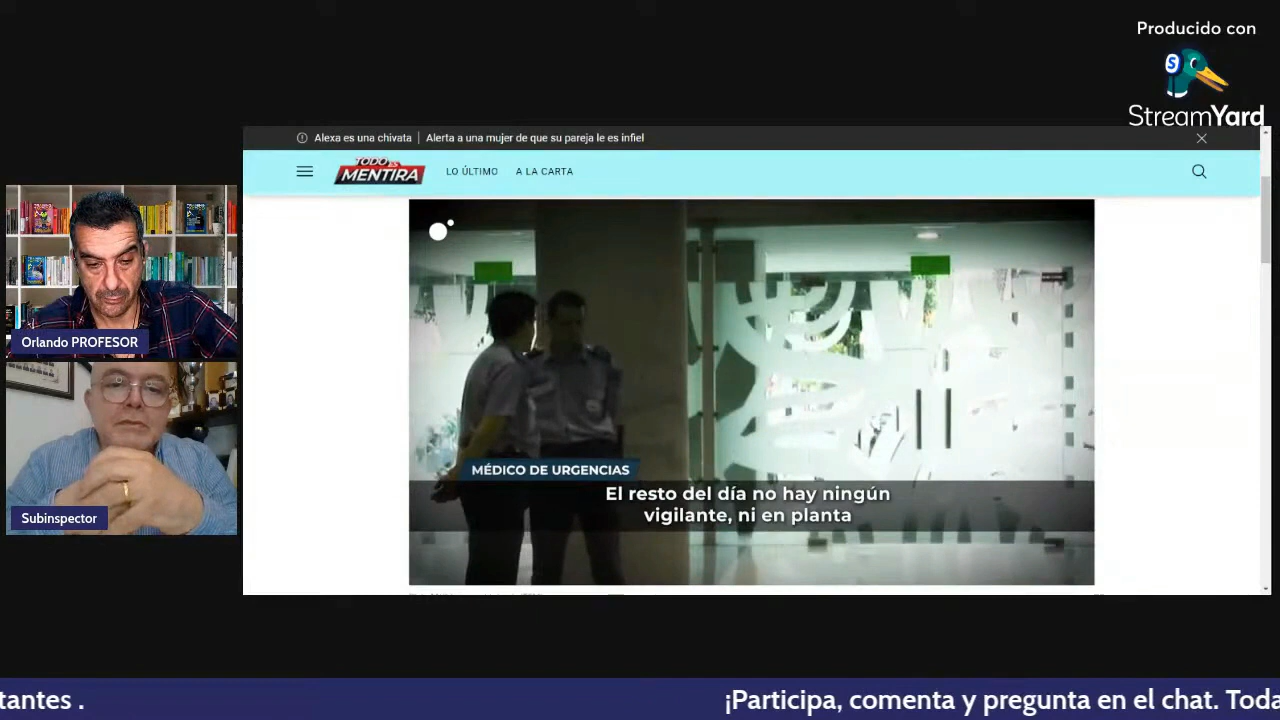 Producido con
StreamYard
Alexa es una chivata | Alerta a una mujer de que su pareja le es infiel
TODO ES
MENTIRA
LO ÚLTIMO
A LA CARTA
Orlando PROFESOR
Subinspector
MÉDICO DE URGENCIAS
El resto del día no hay ningún
vigilante, ni en planta
tantes .
¡Participa, comenta y pregunta en el chat. Toda